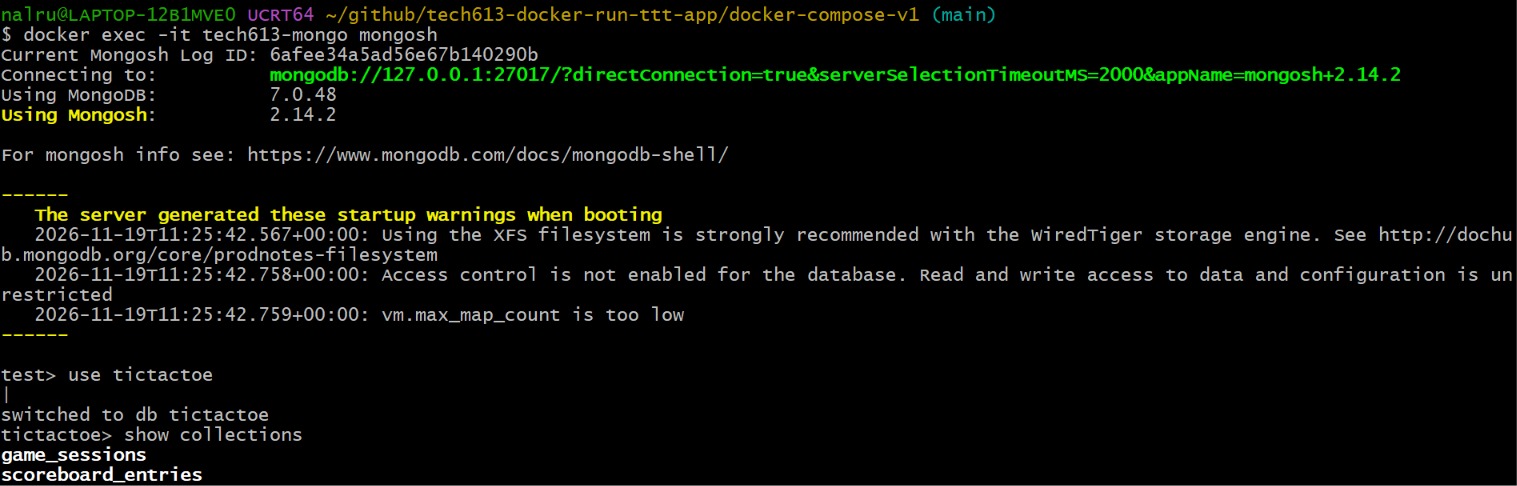 nalru@LAPTOP-12B1MVE0 UCRT64 ~/github/tech613-docker-run-ttt-app/docker-compose-v1 (main)
$ docker exec -it tech613-mongo mongosh
Current Mongosh Log ID: 6afee34a5ad56e67b140290b
Connecting to:          mongodb://127.0.0.1:27017/?directConnection=true&serverSelectionTimeoutMS=2000&appName=mongosh+2.14.2
Using MongoDB:          7.0.48
Using Mongosh:          2.14.2
For mongosh info see: https://www.mongodb.com/docs/mongodb-shell/
------
   The server generated these startup warnings when booting
   2026-11-19T11:25:42.567+00:00: Using the XFS filesystem is strongly recommended with the WiredTiger storage engine. See http://dochu
b.mongodb.org/core/prodnotes-filesystem
   2026-11-19T11:25:42.758+00:00: Access control is not enabled for the database. Read and write access to data and configuration is un
restricted
   2026-11-19T11:25:42.759+00:00: vm.max_map_count is too low
------
test> use tictactoe
|
switched to db tictactoe
tictactoe> show collections
game_sessions
scoreboard_entries